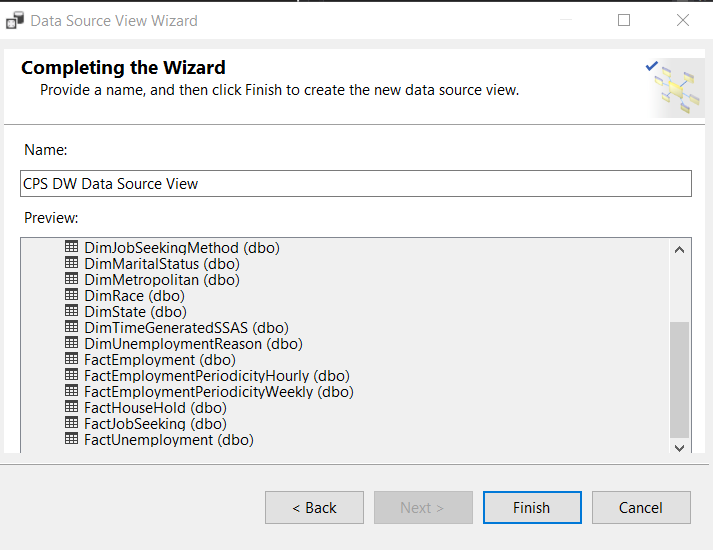 Data Source View Wizard
Completing the Wizard
Provide a name, and then click Finish to create the new data source view.
Name:
CPS DW Data Source View
Preview:
DimJobSeekingMethod (dbo)
DimMaritalStatus (dbo)
DimMetropolitan (dbo)
DimRace (dbo)
DimState (dbo)
DimTimeGeneratedSSAS (dbo)
DimUnemploymentReason (dbo)
FactEmployment (dbo)
FactEmploymentPeriodicityHourly (dbo)
FactEmploymentPeriodicityWeekly (dbo)
FactHouseHold (dbo)
FactJobSeeking (dbo)
FactUnemployment (dbo)
< Back
Next >
Finish
Cancel